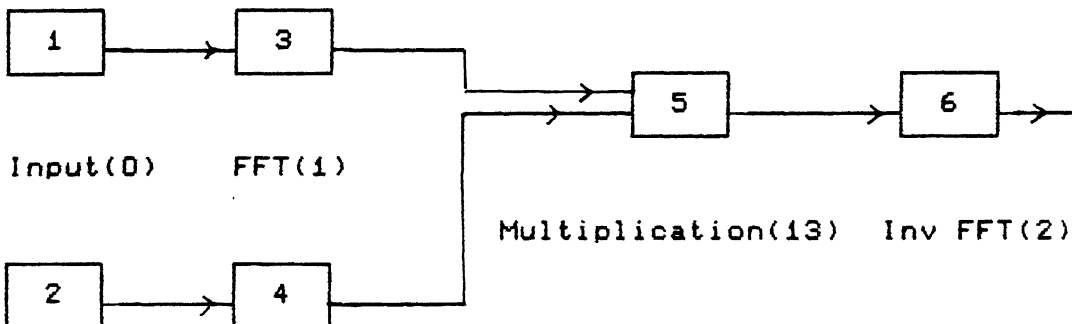 1 3
5 6
Input(0) FFT(1)
Multiplication(13) Inv FFT(2)
2 4